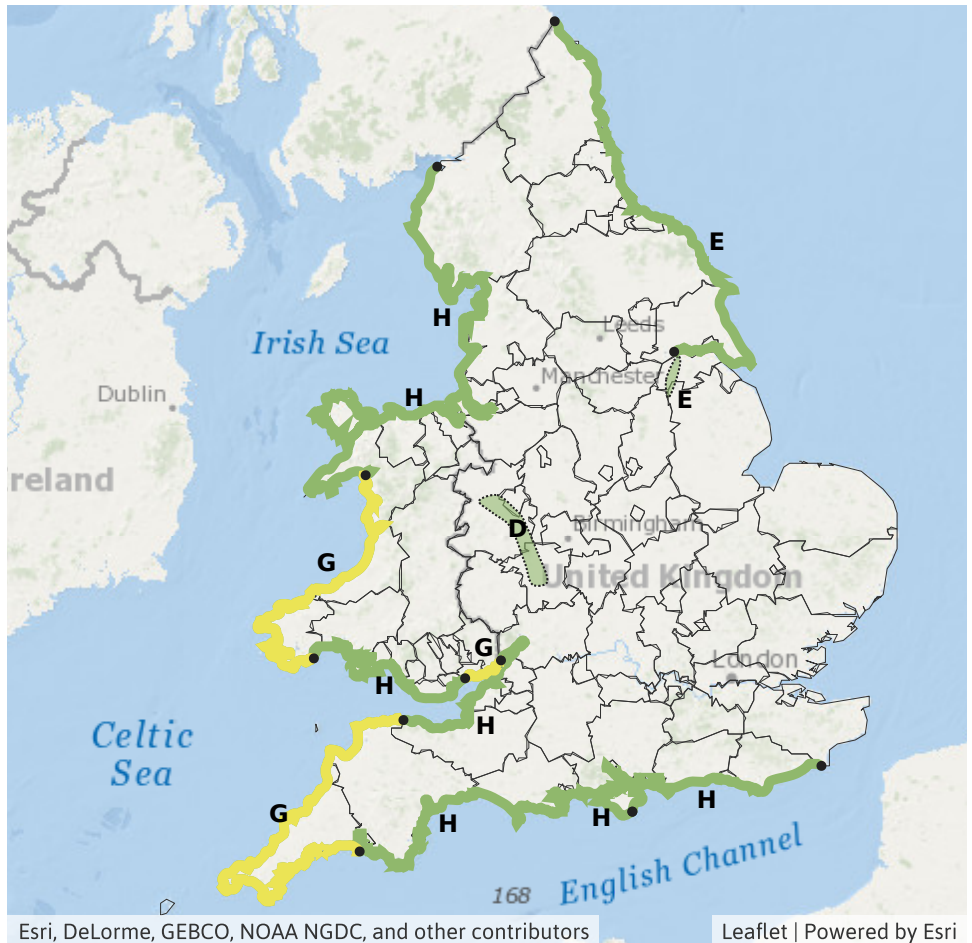 E
Leeds
H
Irish Sea
Manchester
Dublin
H
E
reland
D
Birmingham
G
United Kingdom
G
London
H
H
Celtic
Sea
H
G
H
H
English Channel
168
Esri, DeLorme, GEBCO, NOAA NGDC, and other contributors
Leaflet | Powered by Esri